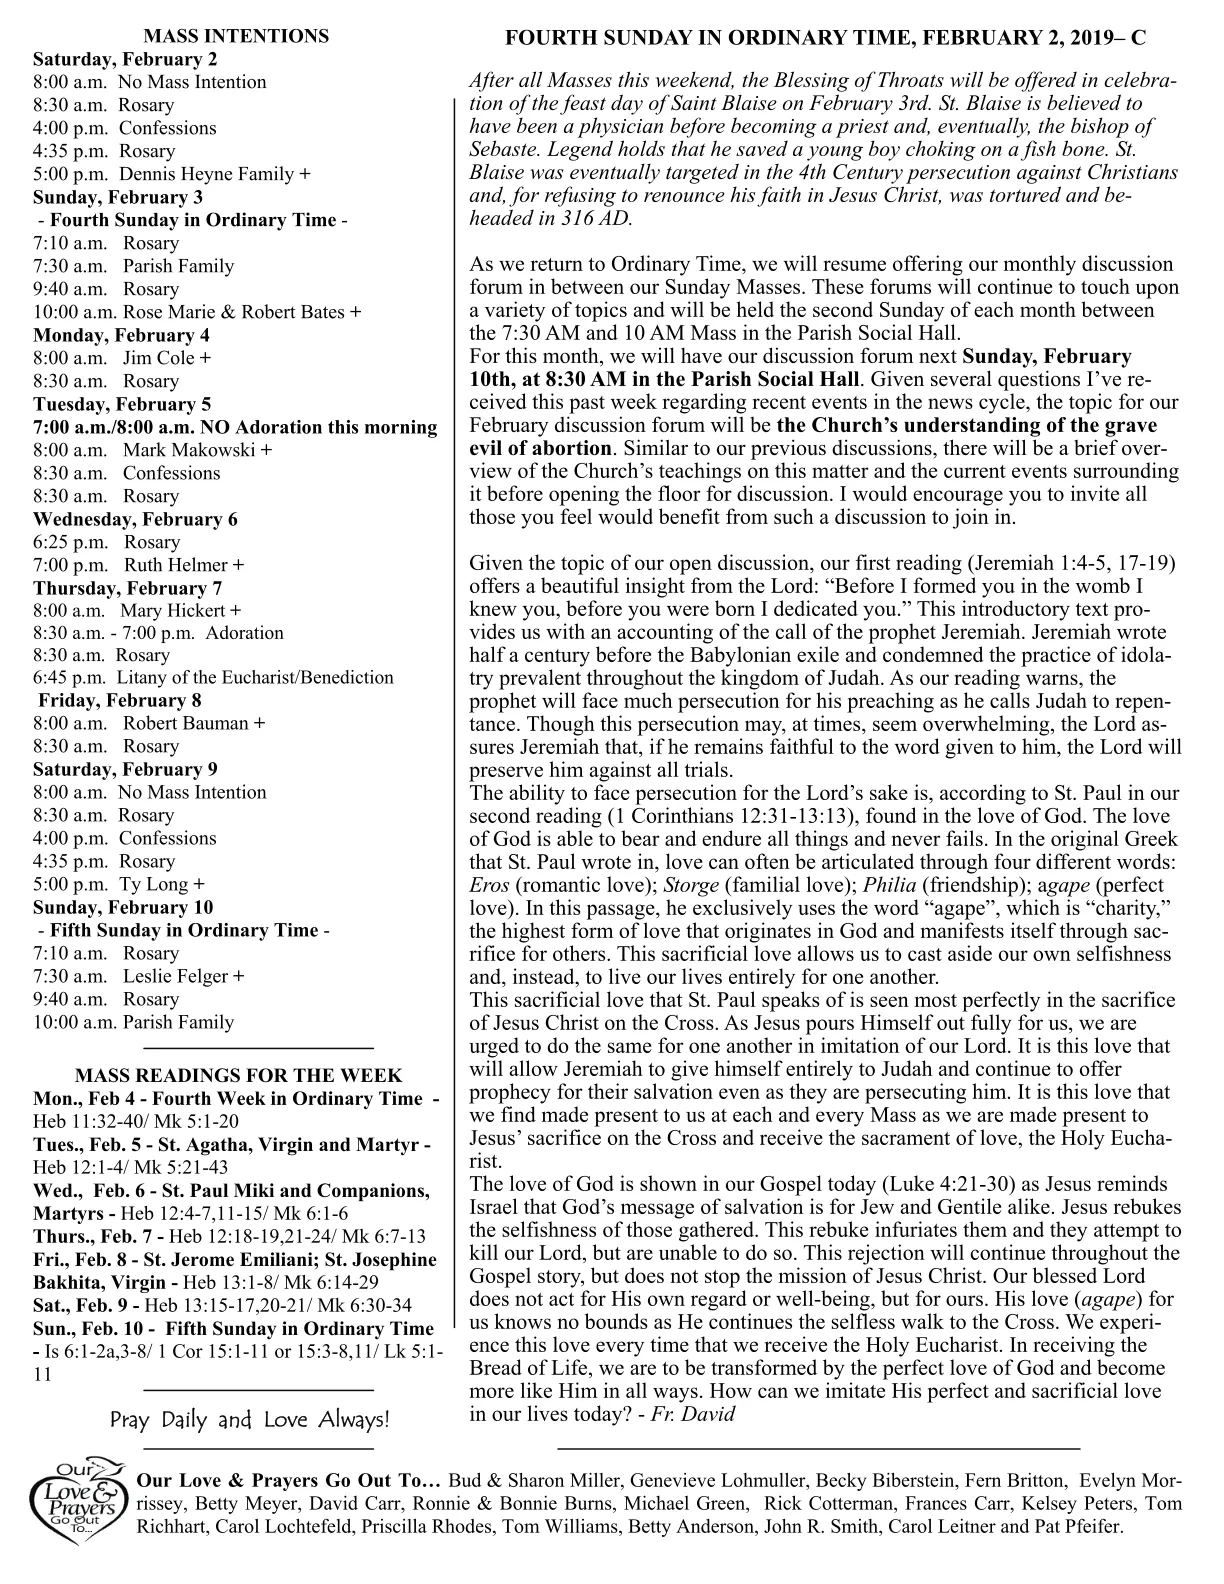 MASS INTENTIONS
Saturday, February 2
8:00 a.m.  No Mass Intention
8:30 a.m.  Rosary
4:00 p.m.  Confessions
4:35 p.m.  Rosary
5:00 p.m.  Dennis Heyne Family +
Sunday, February 3
- Fourth Sunday in Ordinary Time -
7:10 a.m.   Rosary
7:30 a.m.   Parish Family
9:40 a.m.   Rosary
10:00 a.m. Rose Marie & Robert Bates +
Monday, February 4
8:00 a.m.   Jim Cole +
8:30 a.m.   Rosary
Tuesday, February 5
7:00 a.m./8:00 a.m. NO Adoration this morning
8:00 a.m.   Mark Makowski +
8:30 a.m.   Confessions
8:30 a.m.   Rosary
Wednesday, February 6
6:25 p.m.   Rosary
7:00 p.m.   Ruth Helmer +
Thursday, February 7
8:00 a.m.   Mary Hickert +
8:30 a.m. - 7:00 p.m.  Adoration
8:30 a.m.  Rosary
6:45 p.m.  Litany of the Eucharist/Benediction
Friday, February 8
8:00 a.m.   Robert Bauman +
8:30 a.m.   Rosary
Saturday, February 9
8:00 a.m.  No Mass Intention
8:30 a.m.  Rosary
4:00 p.m.  Confessions
4:35 p.m.  Rosary
5:00 p.m.  Ty Long +
Sunday, February 10
- Fifth Sunday in Ordinary Time -
7:10 a.m.   Rosary
7:30 a.m.   Leslie Felger +
9:40 a.m.   Rosary
10:00 a.m. Parish Family
MASS READINGS FOR THE WEEK
Mon., Feb 4 - Fourth Week in Ordinary Time  -
Heb 11:32-40/ Mk 5:1-20
Tues., Feb. 5 - St. Agatha, Virgin and Martyr -
Heb 12:1-4/ Mk 5:21-43
Wed.,  Feb. 6 - St. Paul Miki and Companions,
Martyrs - Heb 12:4-7,11-15/ Mk 6:1-6
Thurs., Feb. 7 - Heb 12:18-19,21-24/ Mk 6:7-13
Fri., Feb. 8 - St. Jerome Emiliani; St. Josephine
Bakhita, Virgin - Heb 13:1-8/ Mk 6:14-29
Sat., Feb. 9 - Heb 13:15-17,20-21/ Mk 6:30-34
Sun., Feb. 10 -  Fifth Sunday in Ordinary Time
- Is 6:1-2a,3-8/ 1 Cor 15:1-11 or 15:3-8,11/ Lk 5:1-
11
Pray Daily and Love Always!
FOURTH SUNDAY IN ORDINARY TIME, FEBRUARY 2, 2019– C
After all Masses this weekend, the Blessing of Throats will be offered in celebra-
tion of the feast day of Saint Blaise on February 3rd. St. Blaise is believed to
have been a physician before becoming a priest and, eventually, the bishop of
Sebaste. Legend holds that he saved a young boy choking on a fish bone. St.
Blaise was eventually targeted in the 4th Century persecution against Christians
and, for refusing to renounce his faith in Jesus Christ, was tortured and be-
headed in 316 AD.
As we return to Ordinary Time, we will resume offering our monthly discussion
forum in between our Sunday Masses. These forums will continue to touch upon
a variety of topics and will be held the second Sunday of each month between
the 7:30 AM and 10 AM Mass in the Parish Social Hall.
For this month, we will have our discussion forum next Sunday, February
10th, at 8:30 AM in the Parish Social Hall. Given several questions I’ve re-
ceived this past week regarding recent events in the news cycle, the topic for our
February discussion forum will be the Church’s understanding of the grave
evil of abortion. Similar to our previous discussions, there will be a brief over-
view of the Church’s teachings on this matter and the current events surrounding
it before opening the floor for discussion. I would encourage you to invite all
those you feel would benefit from such a discussion to join in.
Given the topic of our open discussion, our first reading (Jeremiah 1:4-5, 17-19)
offers a beautiful insight from the Lord: “Before I formed you in the womb I
knew you, before you were born I dedicated you.” This introductory text pro-
vides us with an accounting of the call of the prophet Jeremiah. Jeremiah wrote
half a century before the Babylonian exile and condemned the practice of idola-
try prevalent throughout the kingdom of Judah. As our reading warns, the
prophet will face much persecution for his preaching as he calls Judah to repen-
tance. Though this persecution may, at times, seem overwhelming, the Lord as-
sures Jeremiah that, if he remains faithful to the word given to him, the Lord will
preserve him against all trials.
The ability to face persecution for the Lord’s sake is, according to St. Paul in our
second reading (1 Corinthians 12:31-13:13), found in the love of God. The love
of God is able to bear and endure all things and never fails. In the original Greek
that St. Paul wrote in, love can often be articulated through four different words:
Eros (romantic love); Storge (familial love); Philia (friendship); agape (perfect
love). In this passage, he exclusively uses the word “agape”, which is “charity,”
the highest form of love that originates in God and manifests itself through sac-
rifice for others. This sacrificial love allows us to cast aside our own selfishness
and, instead, to live our lives entirely for one another.
This sacrificial love that St. Paul speaks of is seen most perfectly in the sacrifice
of Jesus Christ on the Cross. As Jesus pours Himself out fully for us, we are
urged to do the same for one another in imitation of our Lord. It is this love that
will allow Jeremiah to give himself entirely to Judah and continue to offer
prophecy for their salvation even as they are persecuting him. It is this love that
we find made present to us at each and every Mass as we are made present to
Jesus’ sacrifice on the Cross and receive the sacrament of love, the Holy Eucha-
rist.
The love of God is shown in our Gospel today (Luke 4:21-30) as Jesus reminds
Israel that God’s message of salvation is for Jew and Gentile alike. Jesus rebukes
the selfishness of those gathered. This rebuke infuriates them and they attempt to
kill our Lord, but are unable to do so. This rejection will continue throughout the
Gospel story, but does not stop the mission of Jesus Christ. Our blessed Lord
does not act for His own regard or well-being, but for ours. His love (agape) for
us knows no bounds as He continues the selfless walk to the Cross. We experi-
ence this love every time that we receive the Holy Eucharist. In receiving the
Bread of Life, we are to be transformed by the perfect love of God and become
more like Him in all ways. How can we imitate His perfect and sacrificial love
in our lives today? - Fr. David
Our
Love &
Prayers
Go Out
To...
Our Love & Prayers Go Out To… Bud & Sharon Miller, Genevieve Lohmuller, Becky Biberstein, Fern Britton,  Evelyn Mor-
rissey, Betty Meyer, David Carr, Ronnie & Bonnie Burns, Michael Green,  Rick Cotterman, Frances Carr, Kelsey Peters, Tom
Richhart, Carol Lochtefeld, Priscilla Rhodes, Tom Williams, Betty Anderson, John R. Smith, Carol Leitner and Pat Pfeifer.